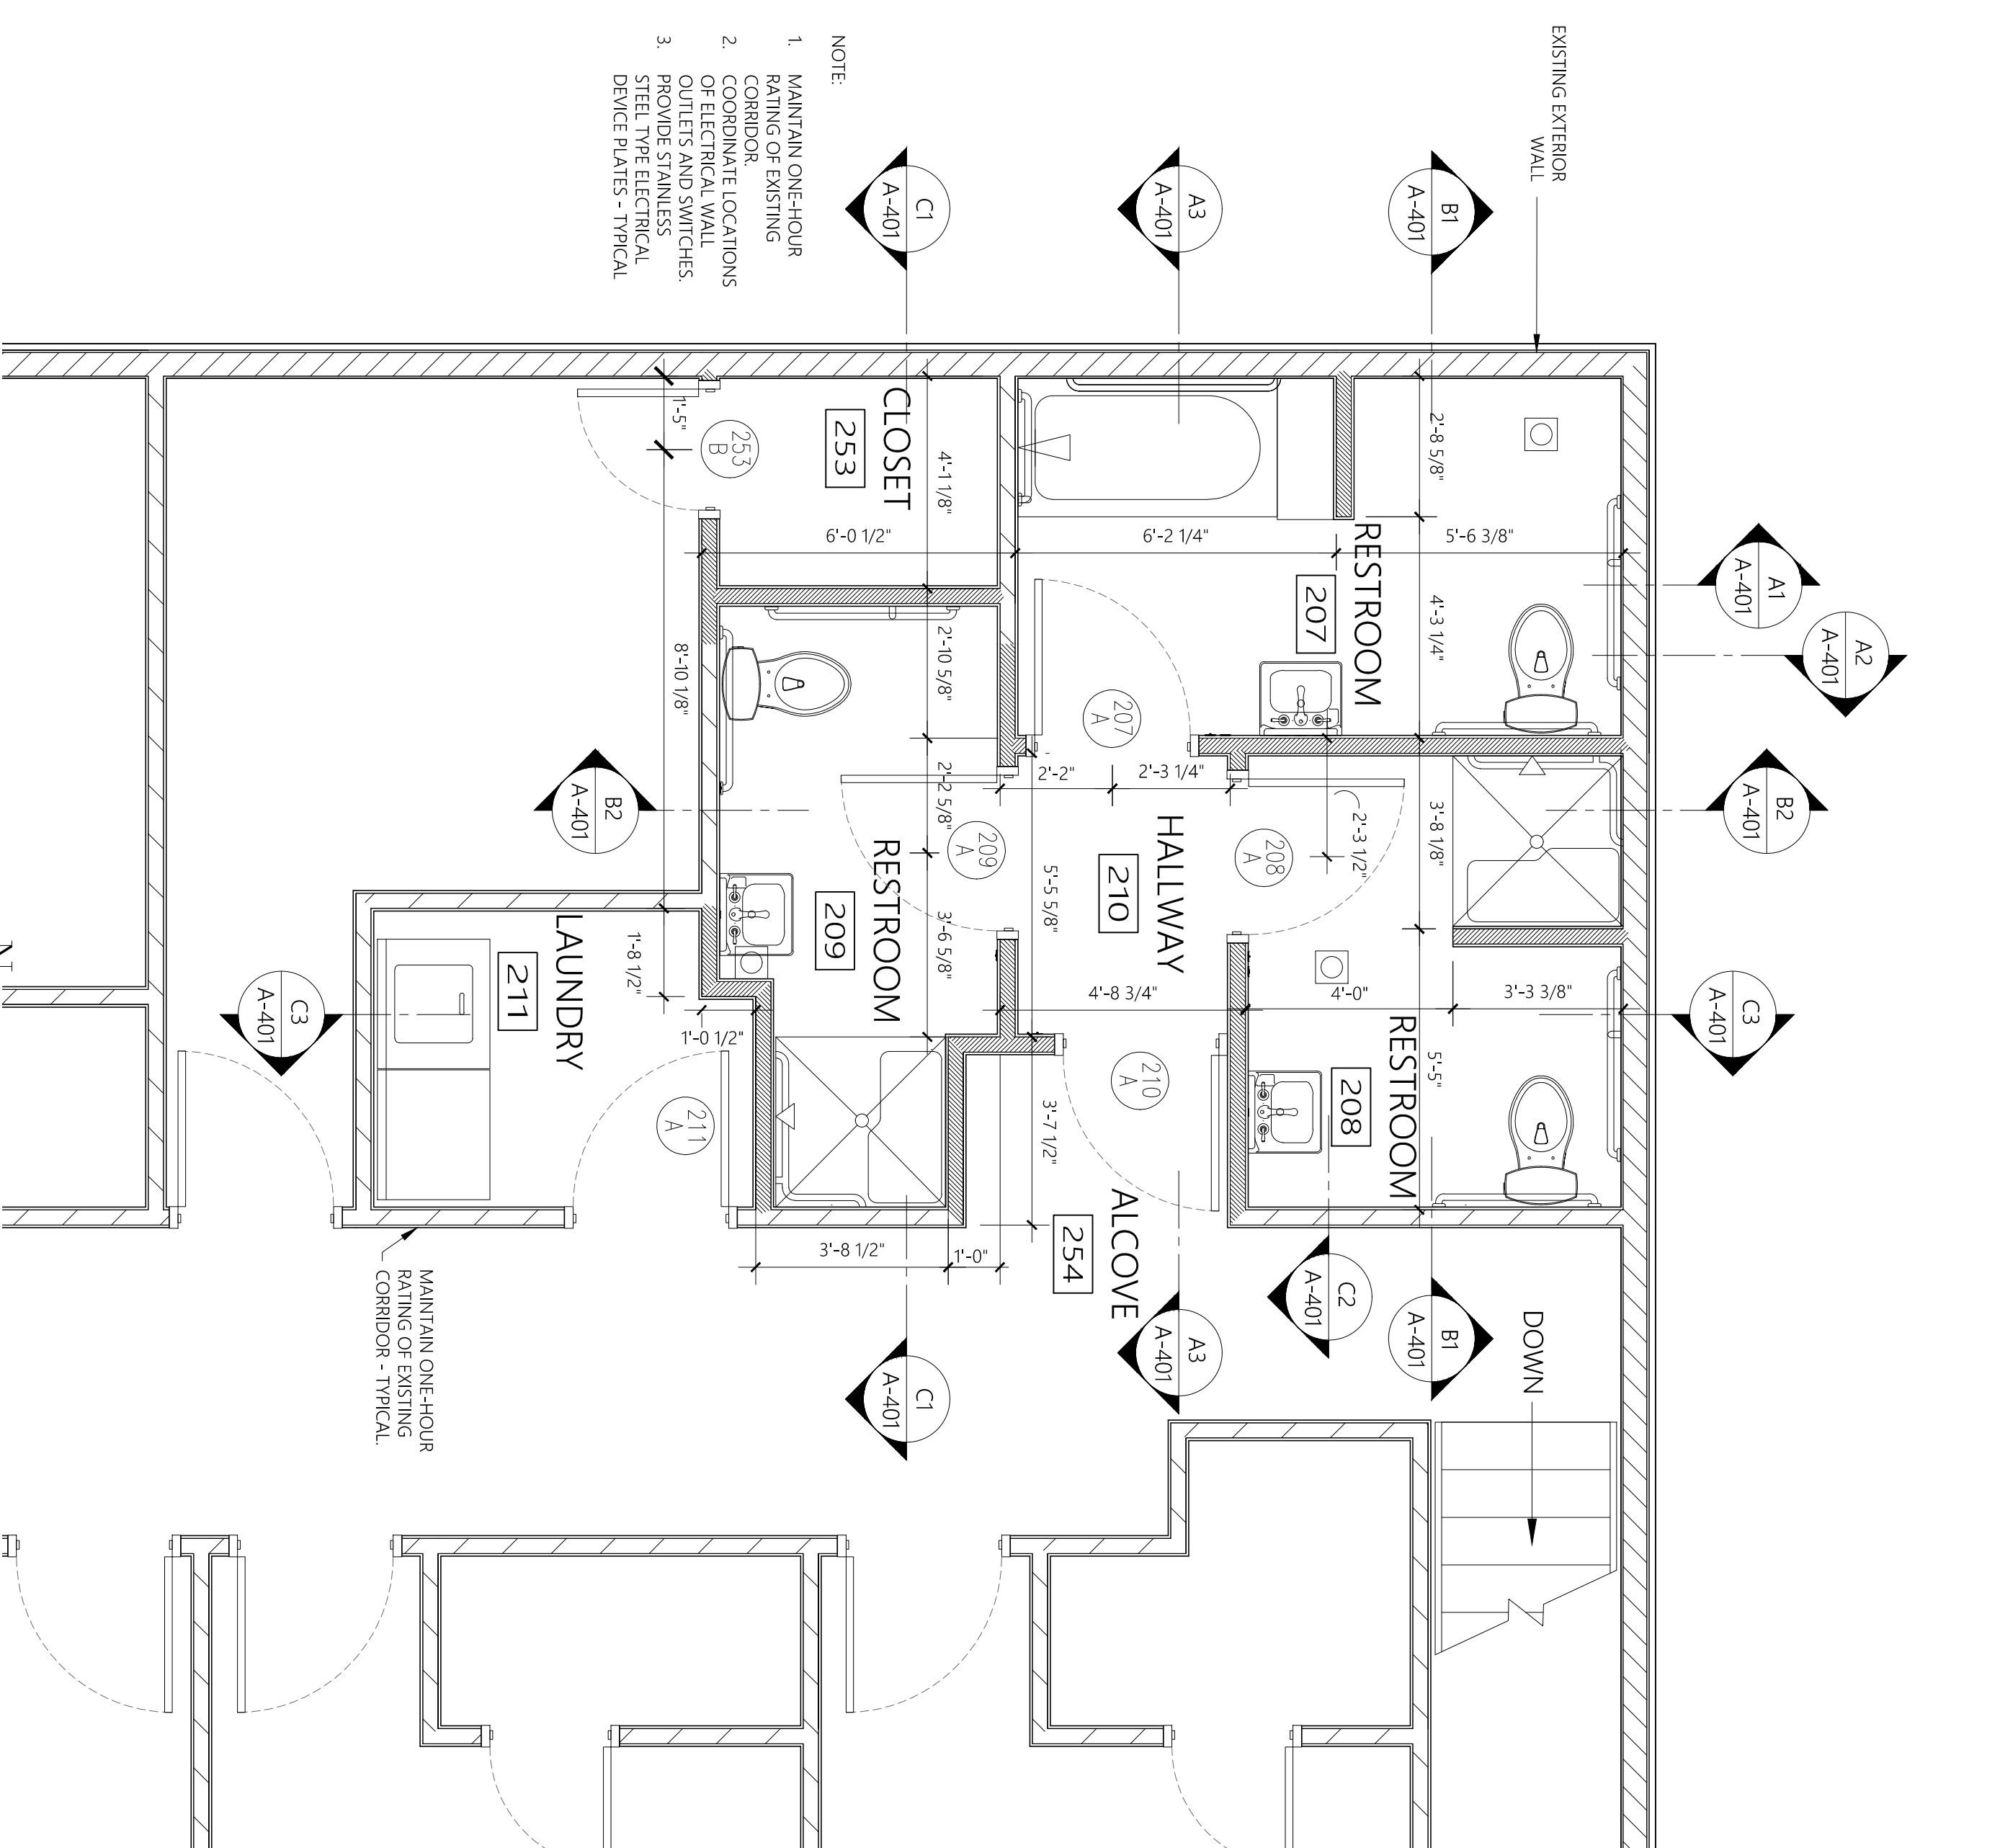 EXISTING EXTERIOR
WALL
NOTE:
1. MAINTAIN ONE-HOUR
RATING OF EXISTING
CORRIDOR.
2. COORDINATE LOCATIONS
OF ELECTRICAL WALL
OUTLETS AND SWITCHES.
3. PROVIDE STAINLESS
STEEL TYPE ELECTRICAL
DEVICE PLATES - TYPICAL
B1
A-401
A3
A-401
C1
A-401
A1
A-401
A2
A-401
B2
A-401
C3
A-401
2'-8 5/8"
5'-6 3/8"
6'-2 1/4"
6'-0 1/2"
4'-1 1/8"
1'-5"
CLOSET
253
253
B
RESTROOM
207
4'-3 1/4"
2'-10 5/8"
8'-10 1/8"
207
A
2'-3 1/4"
2'-2"
2'-2 5/8"
2'-3 1/2"
3'-8 1/8"
B2
A-401
HALLWAY
210
208
A
209
A
5'-5 5/8"
RESTROOM
209
3'-6 5/8"
1'-8 1/2"
LAUNDRY
211
C3
A-401
3'-3 3/8"
4'-0"
4'-8 3/4"
1'-0 1/2"
RESTROOM
208
5'-5"
210
A
211
A
3'-7 1/2"
ALCOVE
254
3'-8 1/2"
1'-0"
C2
A-401
B1
A-401
A3
A-401
C1
A-401
DOWN
MAINTAIN ONE-HOUR
RATING OF EXISTING
CORRIDOR - TYPICAL.
N